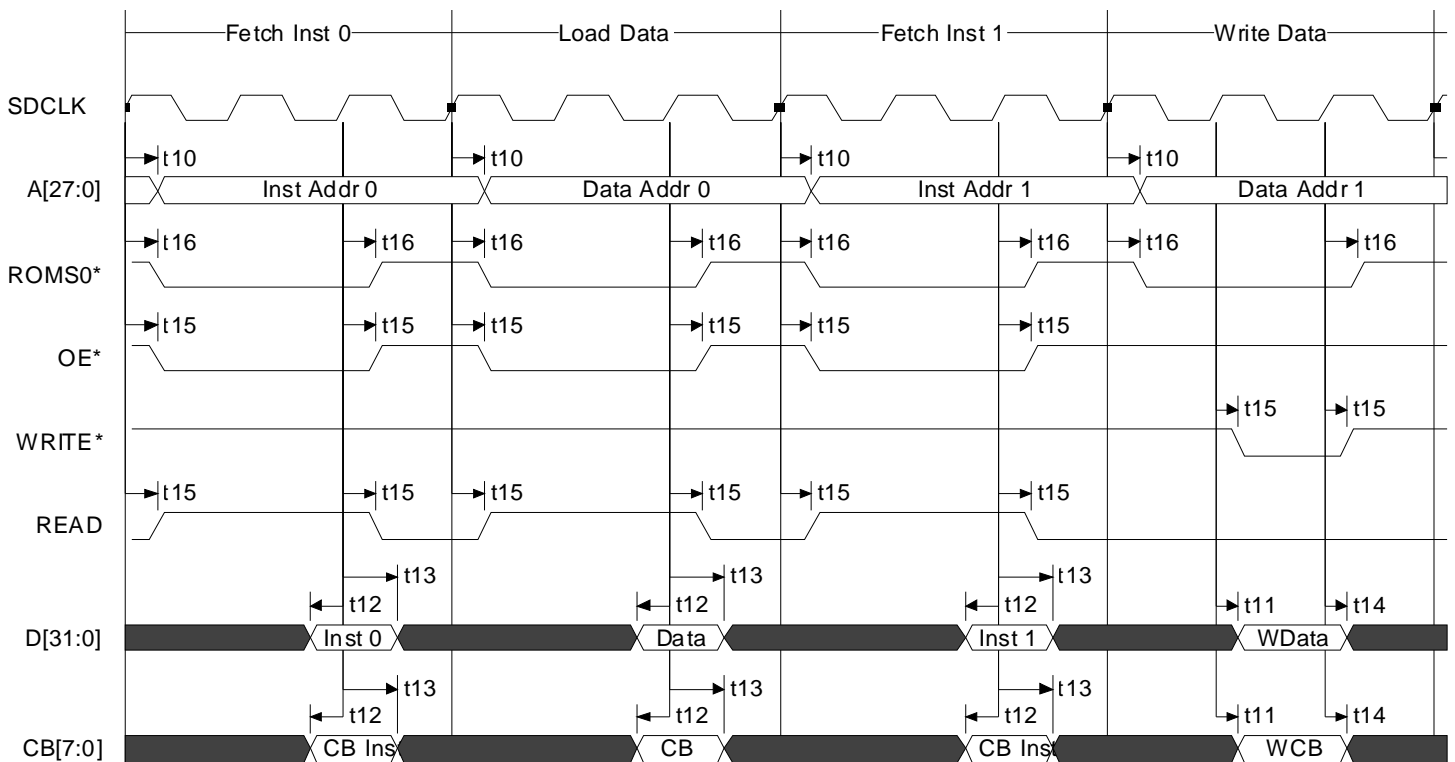 Fetch Inst 0 Load Data Fetch Inst 1 Write Data
SDCLK
t10 t10 t10 t10
A[27:0] Inst Addr 0 Data Addr 0 Inst Addr 1 Data Addr 1
t16 t16 t16 t16 t16 t16 t16 t16
ROMS0*
t15 t15 t15 t15 t15 t15
OE*
t15 t15
WRITE*
t15 t15 t15 t15 t15 t15
READ
t13 t13 t13
t12 t12 t12 t11 t14
D[31:0] Inst 0 Data Inst 1 WData
t13 t13 t13
t12 t12 t12 t11 t14
CB[7:0] CB Ins CB CB Inst WCB